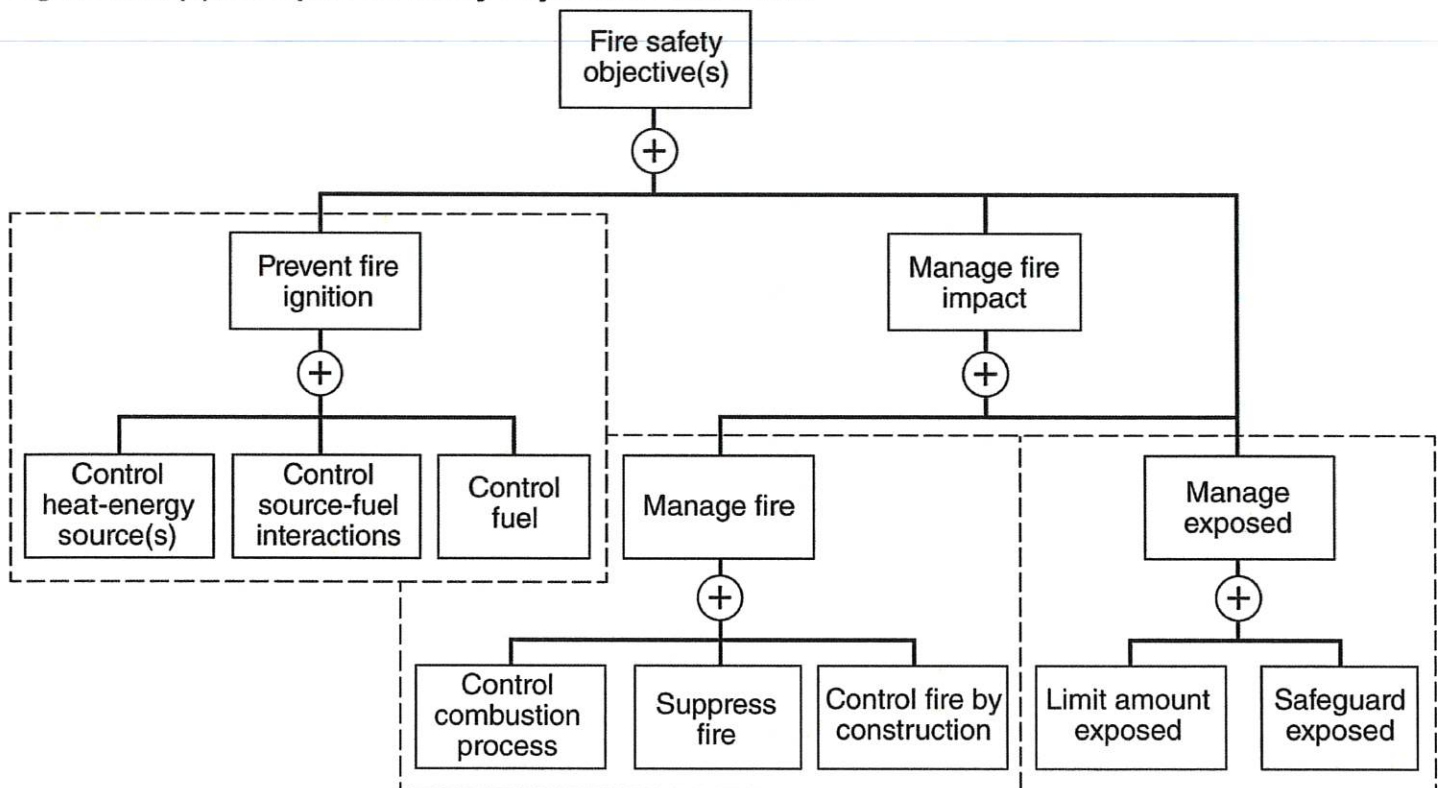 Fire safety
objective(s)
+
Prevent fire
ignition
Manage fire
impact
+
+
Control
heat-energy
source(s)
Control
source-fuel
interactions
Control
fuel
Manage fire
Manage
exposed
+
+
Control
combustion
process
Suppress
fire
Control fire by
construction
Limit amount
exposed
Safeguard
exposed